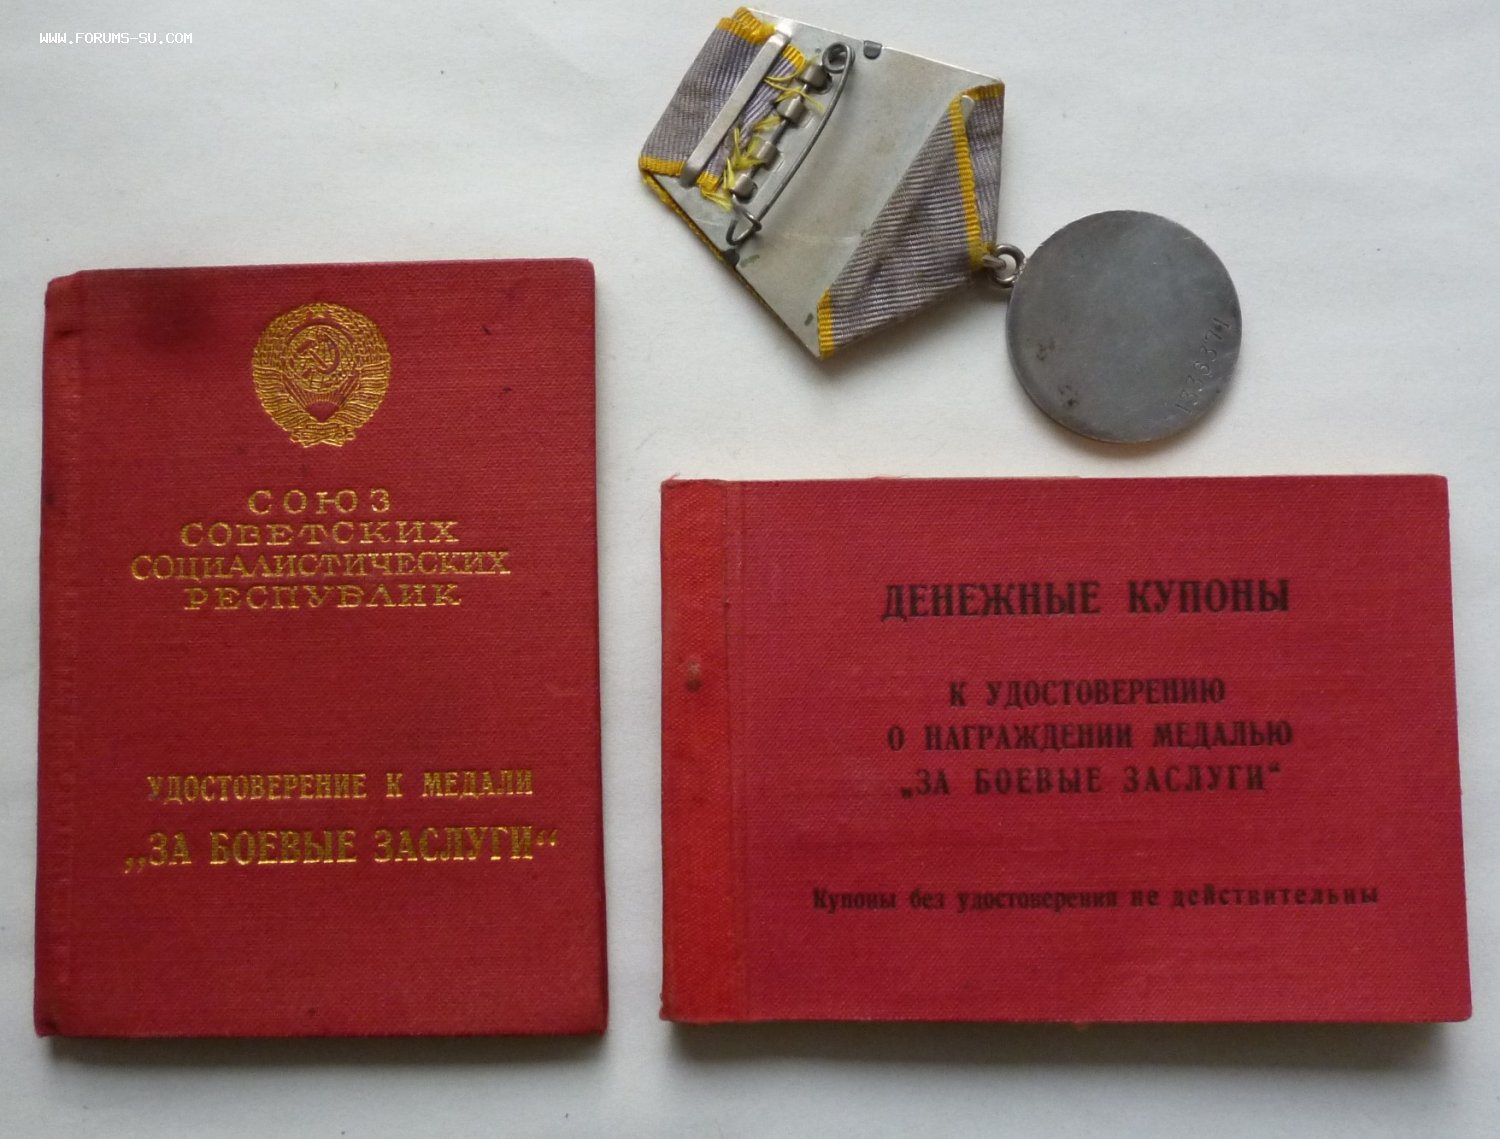 WWW.FORUMS-SU.COM
СОЮЗ
СОВЕТСКИХ
СОЦИАЛИСТИЧЕСКИХ
РЕСПУБЛИК
УДОСТОВЕРЕНИЕ К МЕДАЛИ
„ЗА БОЕВЫЕ ЗАСЛУГИ“
1336371
ДЕНЕЖНЫЕ КУПОНЫ
К УДОСТОВЕРЕНИЮ
О НАГРАЖДЕНИИ МЕДАЛЬЮ
„ЗА БОЕВЫЕ ЗАСЛУГИ“
Купоны без удостоверения не действительны